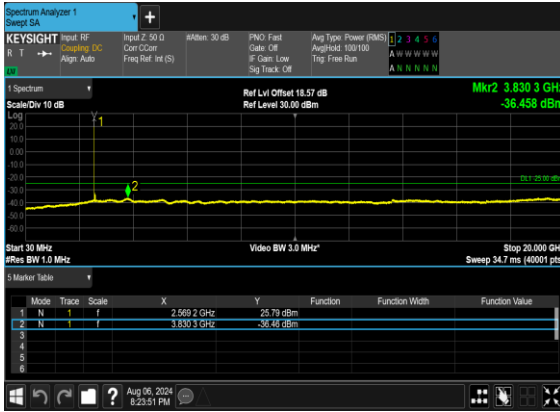 Spectrum Analyzer 1
Swept SA
+
KEYSIGHT
R T
Input: RF
Coupling: DC
Align: Auto
Input Z: 50 Ω
Corr CCorr
Freq Ref: Int (S)
#Atten: 30 dB
PNO: Fast
Gate: Off
IF Gain: Low
Sig Track: Off
Avg Type: Power (RMS)
Avg|Hold: 100/100
Trig: Free Run
1 2 3 4 5 6
A W W W W W
A N N N N N
1 Spectrum
Scale/Div 10 dB
Ref Lvl Offset 18.57 dB
Ref Level 30.00 dBm
Mkr2 3.830 3 GHz
-36.458 dBm
Log
20.0
10.0
0.00
-10.0
-20.0
-30.0
-40.0
-50.0
-60.0
1
2
DL1 -25.00 dBm
Start 30 MHz
#Res BW 1.0 MHz
Video BW 3.0 MHz*
Stop 20.000 GHz
Sweep 34.7 ms (40001 pts)
5 Marker Table
Mode Trace Scale X Y Function Function Width Function Value
1 N 1 f 2.569 2 GHz 25.79 dBm
2 N 1 f 3.830 3 GHz -36.46 dBm
3
4
5
6
?
Aug 06, 2024
8:23:51 PM